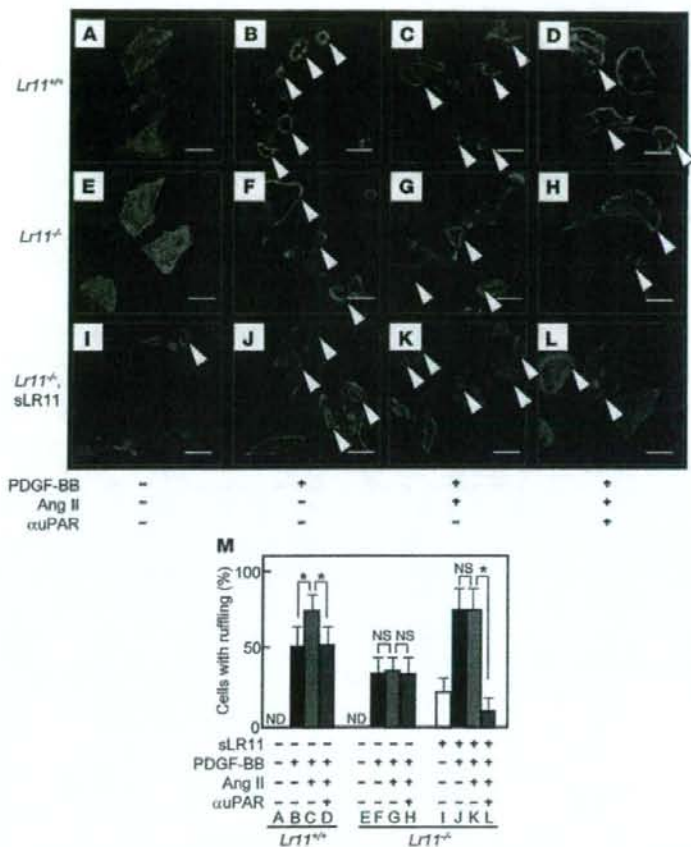 A B C D
Lr11+/+
E F G H
Lr11-/-
I J K L
Lr11-/-,
sLR11
PDGF-BB - + + +
Ang II - - + +
αuPAR - - - +
M
Cells with ruffling (%)
100
50
0
ND * * ND NS NS NS *
sLR11 - - - - - - - - + + + +
PDGF-BB - + + + - + + + - + + +
Ang II - - + + - - + + - - + +
αuPAR - - - + - - - + - - - +
A B C D E F G H I J K L
Lr11+/+ Lr11-/-